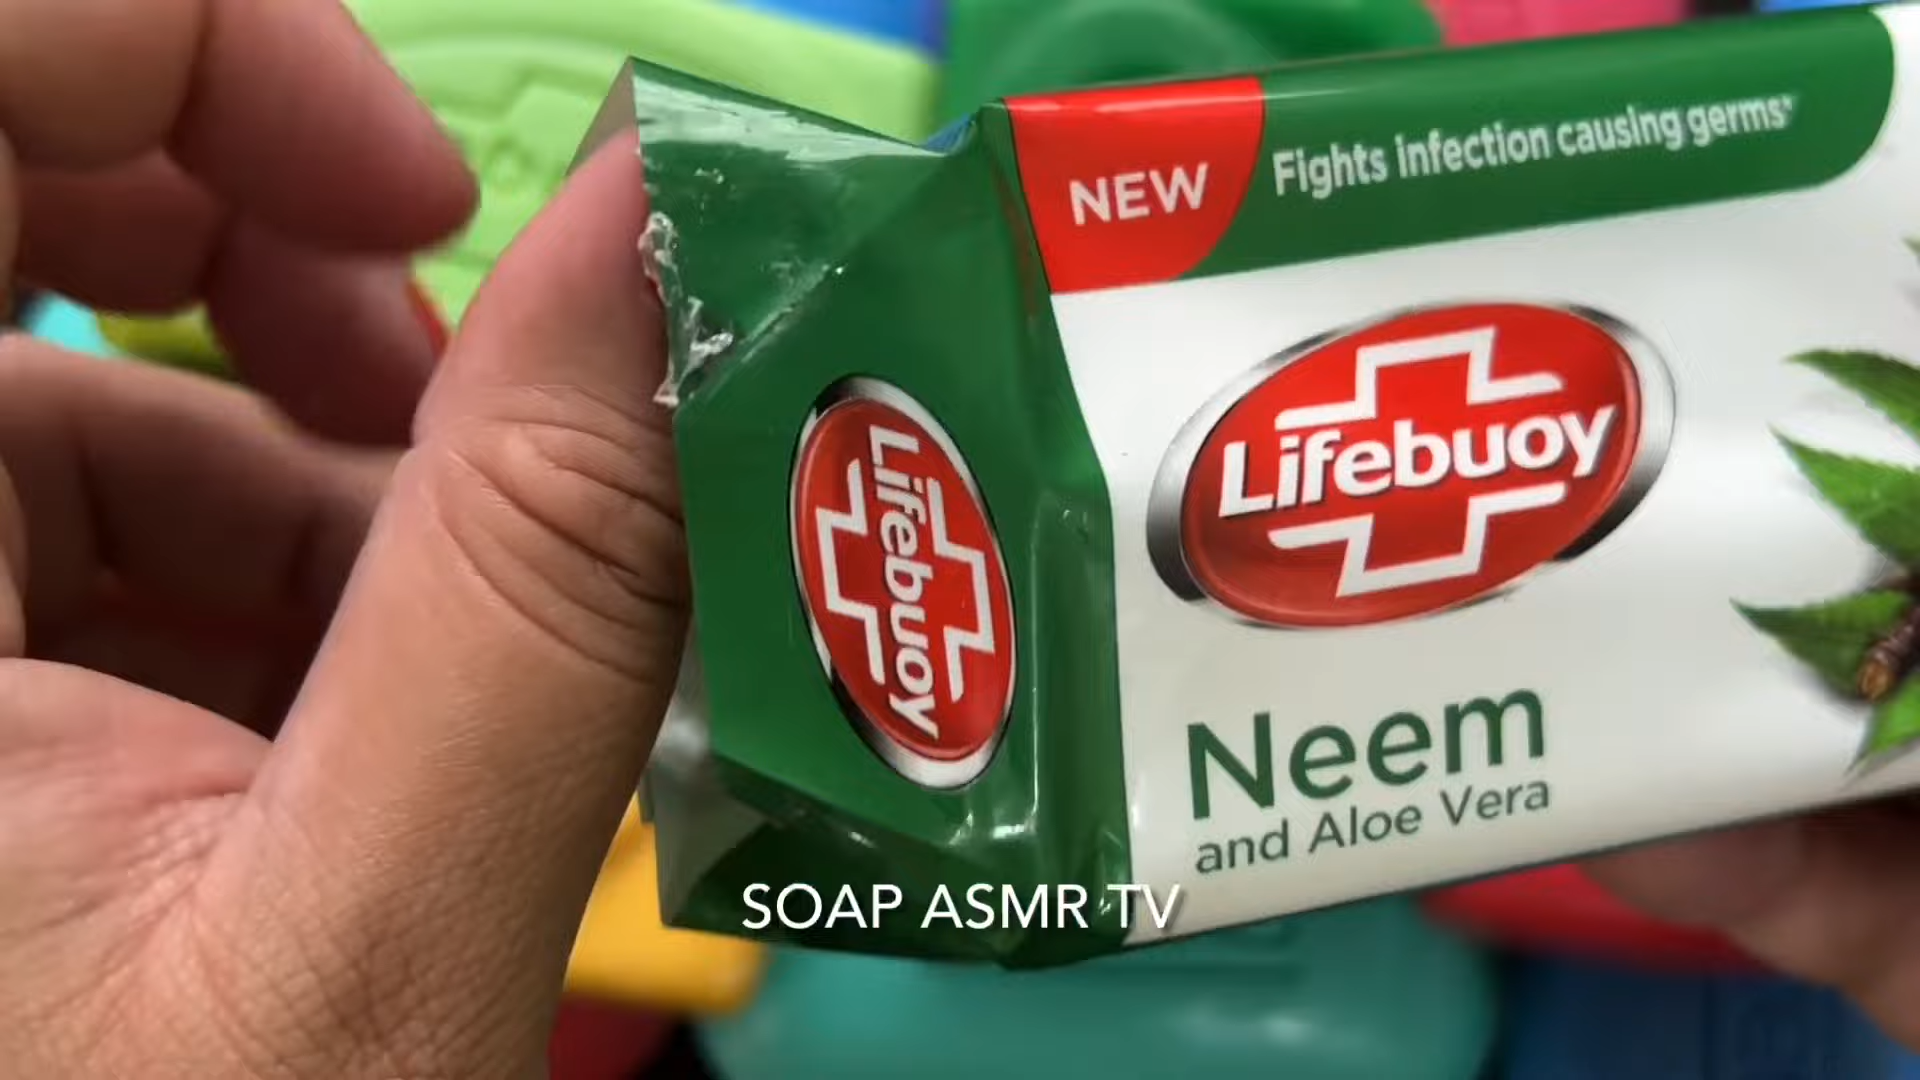 NEW
Fights infection causing germs*
Lifebuoy
Lifebuoy
Neem
and Aloe Vera
SOAP ASMR TV